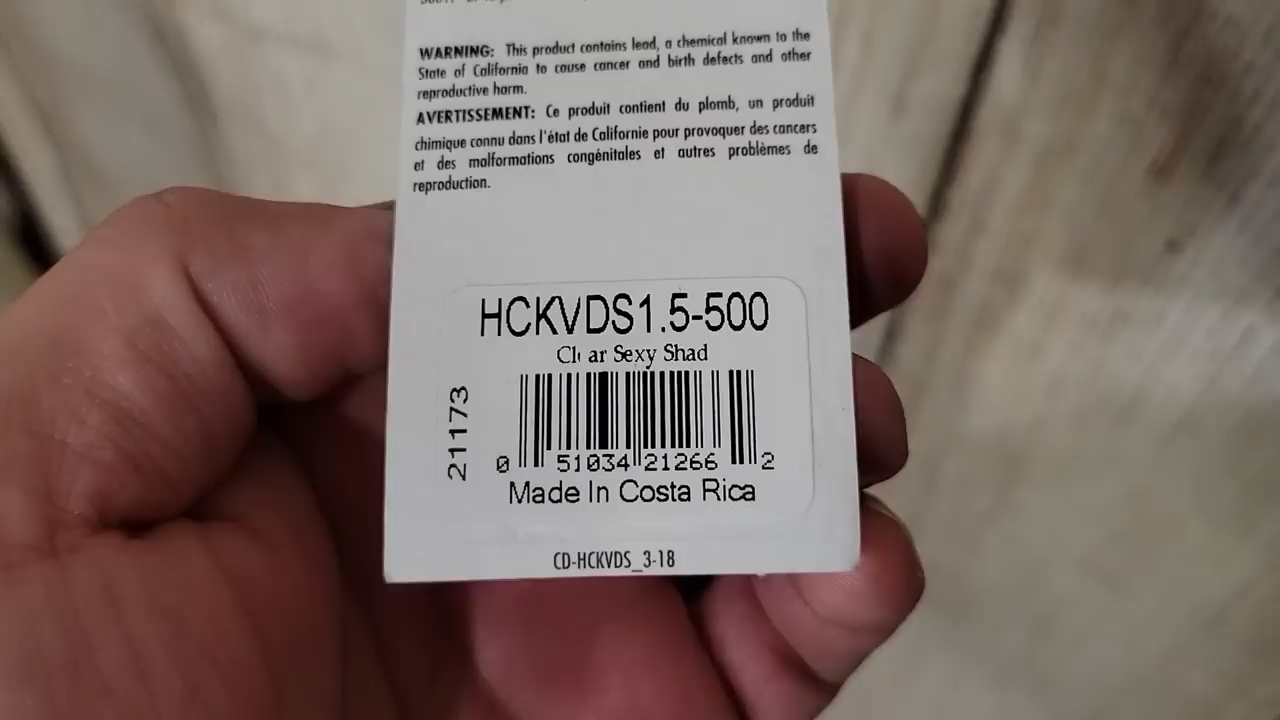 WARNING: This product contains lead, a chemical known to the
State of California to cause cancer and birth defects and other
reproductive harm.
AVERTISSEMENT: Ce produit contient du plomb, un produit
chimique connu dans l'état de Californie pour provoquer des cancers
et des malformations congénitales et autres problèmes de
reproduction.
HCKVDS1.5-500
Cl ar Sexy Shad
21173
0 51034 21266 2
Made In Costa Rica
CD-HCKVDS_3-18